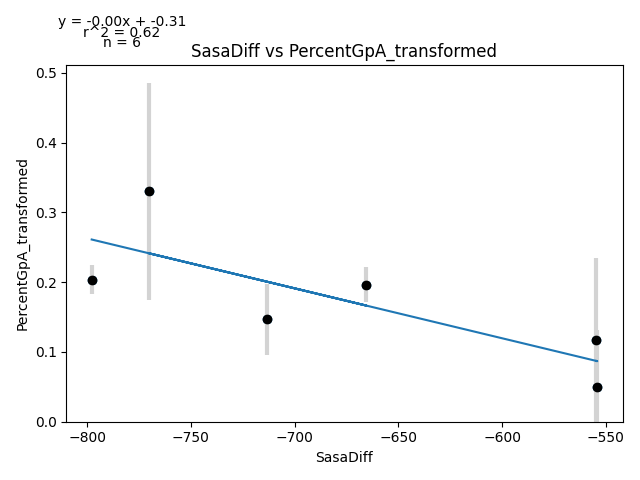 y = -0.00x + -0.31
r^2 = 0.62
n = 6
SasaDiff vs PercentGpA_transformed
PercentGpA_transformed
0.5
0.4
0.3
0.2
0.1
0.0
−800
−750
−700
−650
−600
−550
SasaDiff